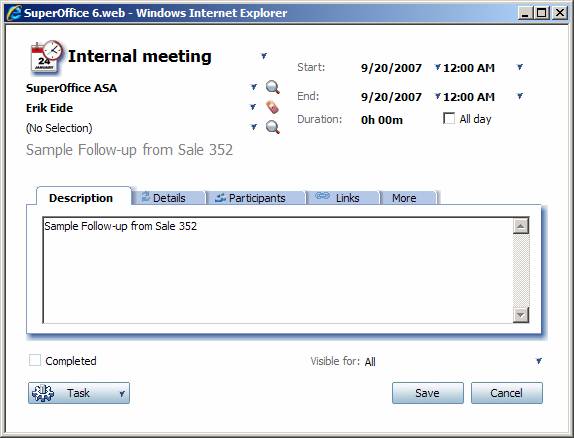 SuperOffice 6.web - Windows Internet Explorer
24
JANUARY
Internal meeting
Start: 9/20/2007 12:00 AM
SuperOffice ASA
End: 9/20/2007 12:00 AM
Erik Eide
Duration: 0h 00m All day
(No Selection)
Sample Follow-up from Sale 352
Description Details Participants Links More
Sample Follow-up from Sale 352
Completed Visible for: All
Task Save Cancel